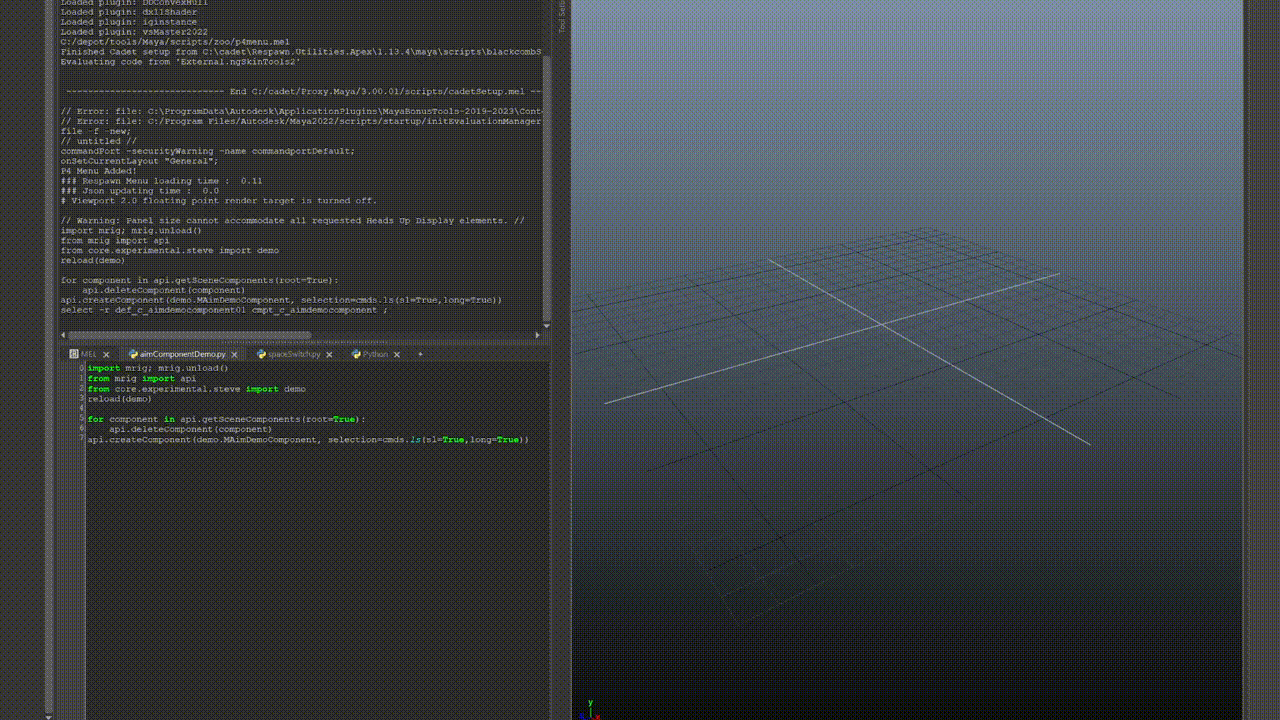 Loaded plugin: DDConvexHull
Loaded plugin: dx11Shader
Loaded plugin: iginstance
Loaded plugin: vsMaster2022
C:/depot/tools/Maya/scripts/zoo/p4menu.mel
Finished Cadet setup from C:\cadet\Respawn.Utilities.Apex\1.13.4\maya\scripts\blackcombS
Evaluating code from 'External.ngSkinTools2'
---------------------------- End C:/cadet/Proxy.Maya/3.00.01/scripts/cadetSetup.mel --
// Error: file: C:\ProgramData\Autodesk\ApplicationPlugins\MayaBonusTools-2019-2023\Cont
// Error: file: C:/Program Files/Autodesk/Maya2022/scripts/startup/initEvaluationManager
file -f -new;
// untitled //
commandPort -securityWarning -name commandportDefault;
onSetCurrentLayout "General";
P4 Menu Added!
### Respawn Menu loading time :  0.11
### Json updating time :  0.0
# Viewport 2.0 floating point render target is turned off.
// Warning: Panel size cannot accommodate all requested Heads Up Display elements. //
import mrig; mrig.unload()
from mrig import api
from core.experimental.steve import demo
reload(demo)
for component in api.getSceneComponents(root=True):
    api.deleteComponent(component)
api.createComponent(demo.MAimDemoComponent, selection=cmds.ls(sl=True,long=True))
select -r def_c_aimdemocomponent01 cmpt_c_aimdemocomponent ;
MEL aimComponentDemo.py spaceSwitch.py Python +
0 import mrig; mrig.unload()
1 from mrig import api
2 from core.experimental.steve import demo
3 reload(demo)
4
5 for component in api.getSceneComponents(root=True):
6     api.deleteComponent(component)
7 api.createComponent(demo.MAimDemoComponent, selection=cmds.ls(sl=True,long=True))
Tool Sett
y
x